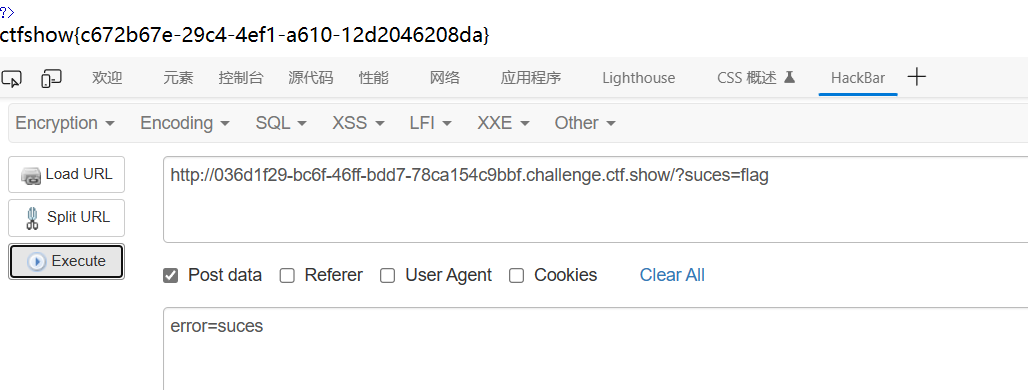 ?>
ctfshow{c672b67e-29c4-4ef1-a610-12d2046208da}
欢迎 元素 控制台 源代码 性能 网络 应用程序 Lighthouse CSS 概述 HackBar
Encryption Encoding SQL XSS LFI XXE Other
Load URL
http://036d1f29-bc6f-46ff-bdd7-78ca154c9bbf.challenge.ctf.show/?suces=flag
Split URL
Execute
Post data Referer User Agent Cookies Clear All
error=suces